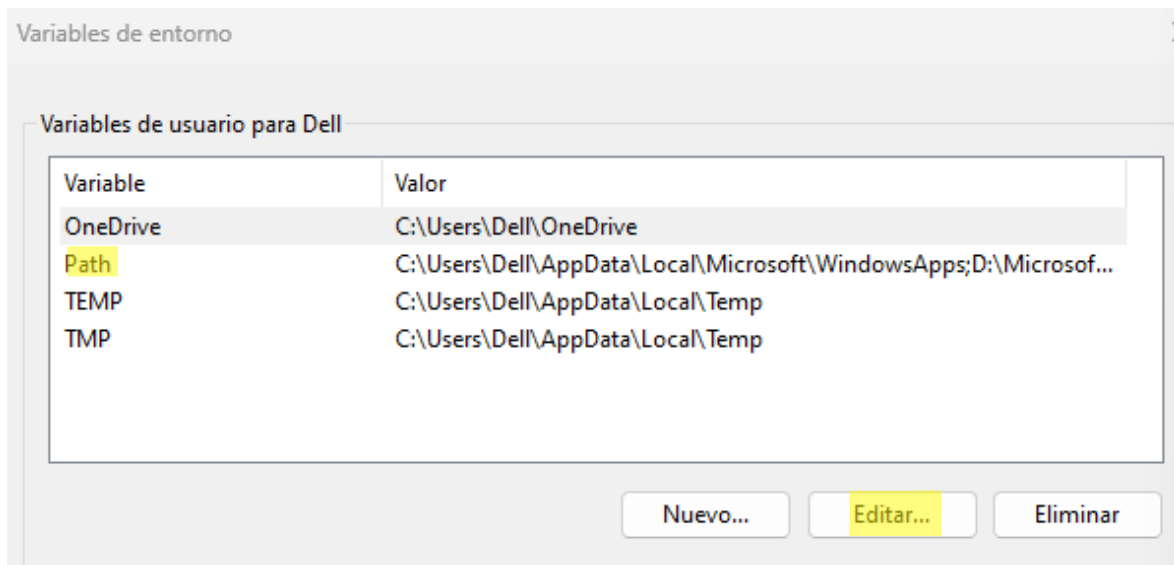 Variables de entorno
Variables de usuario para Dell
Variable Valor
OneDrive C:\Users\Dell\OneDrive
Path C:\Users\Dell\AppData\Local\Microsoft\WindowsApps;D:\Microsof...
TEMP C:\Users\Dell\AppData\Local\Temp
TMP C:\Users\Dell\AppData\Local\Temp
Nuevo... Editar... Eliminar